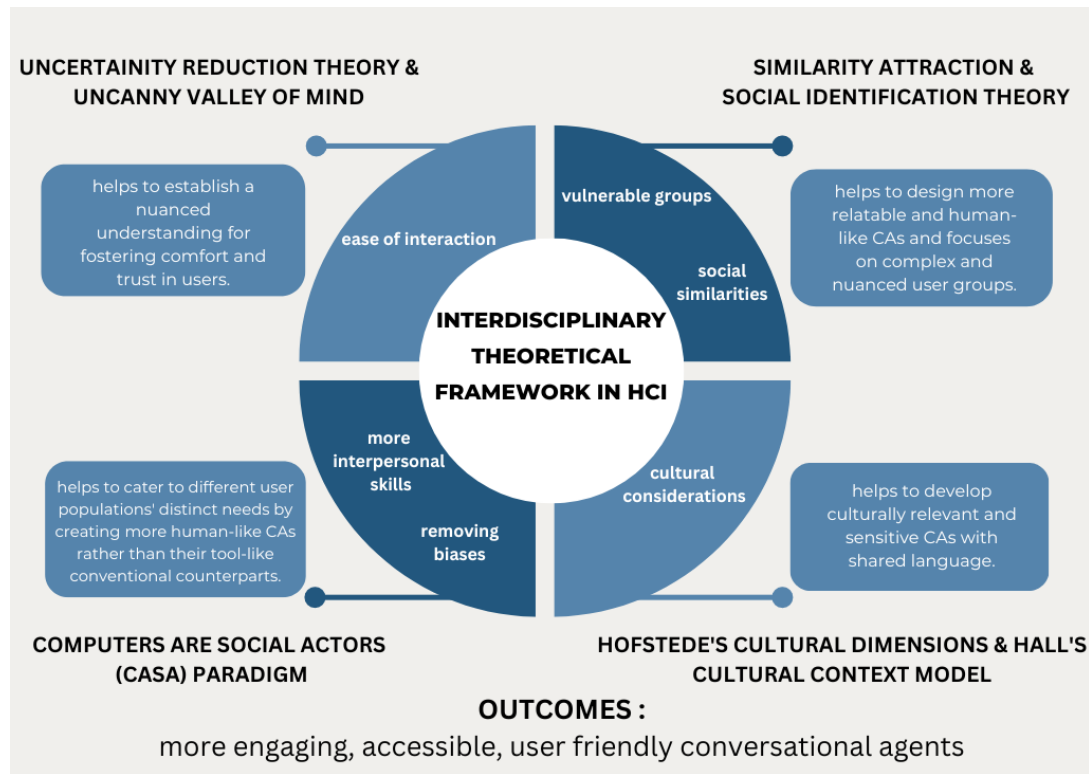 UNCERTAINITY REDUCTION THEORY &
UNCANNY VALLEY OF MIND
SIMILARITY ATTRACTION &
SOCIAL IDENTIFICATION THEORY
helps to establish a
nuanced
understanding for
fostering comfort and
trust in users.
ease of interaction
vulnerable groups
social
similarities
helps to design more
relatable and human-
like CAs and focuses
on complex and
nuanced user groups.
INTERDISCIPLINARY
THEORETICAL
FRAMEWORK IN HCI
helps to cater to different user
populations' distinct needs by
creating more human-like CAs
rather than their tool-like
conventional counterparts.
more
interpersonal
skills
removing
biases
cultural
considerations
helps to develop
culturally relevant and
sensitive CAs with
shared language.
COMPUTERS ARE SOCIAL ACTORS
(CASA) PARADIGM
HOFSTEDE'S CULTURAL DIMENSIONS & HALL'S
CULTURAL CONTEXT MODEL
OUTCOMES :
more engaging, accessible, user friendly conversational agents